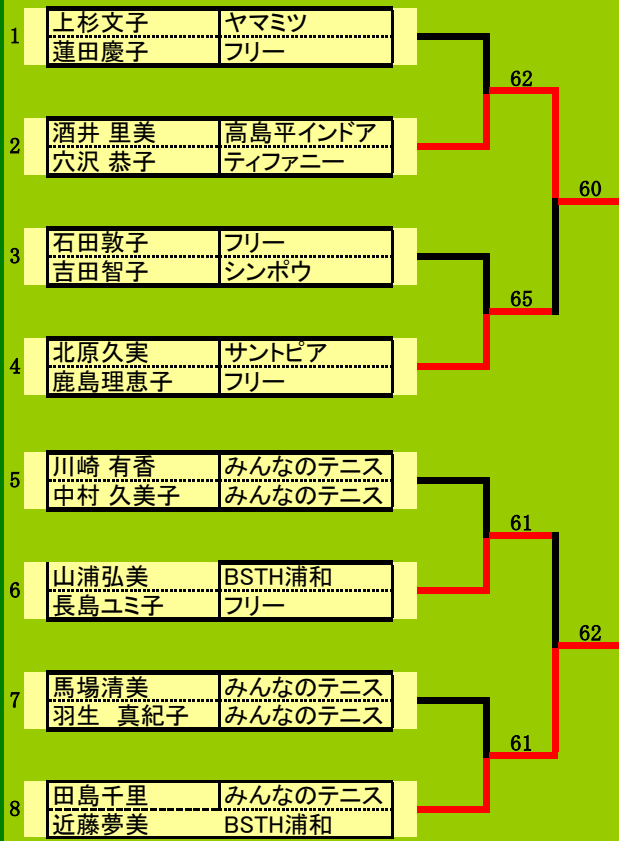 1
上杉文子 ヤマミツ
蓮田慶子 フリー
62
2
酒井 里美 高島平インドア
穴沢 恭子 ティファニー
60
3
石田敦子 フリー
吉田智子 シンポウ
65
4
北原久実 サントピア
鹿島理恵子 フリー
5
川崎 有香 みんなのテニス
中村 久美子 みんなのテニス
61
6
山浦弘美 BSTH浦和
長島ユミ子 フリー
62
7
馬場清美 みんなのテニス
羽生　真紀子 みんなのテニス
61
8
田島千里 みんなのテニス
近藤夢美 BSTH浦和